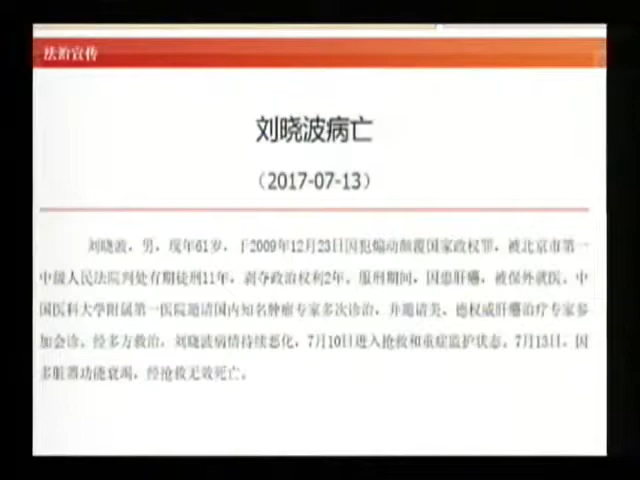 法治宣传
刘晓波病亡
（2017-07-13）
刘晓波，男，现年61岁，于2009年12月23日因犯煽动颠覆国家政权罪，被北京市第一
中级人民法院判处有期徒刑11年，剥夺政治权利2年。服刑期间，因患肝癌，被保外就医。中
国医科大学附属第一医院邀请国内知名肿瘤专家多次诊治，并邀请美、德权威肝癌治疗专家参
加会诊。经多方救治，刘晓波病情持续恶化，7月10日进入抢救和重症监护状态。7月13日，因
多脏器功能衰竭，经抢救无效死亡。